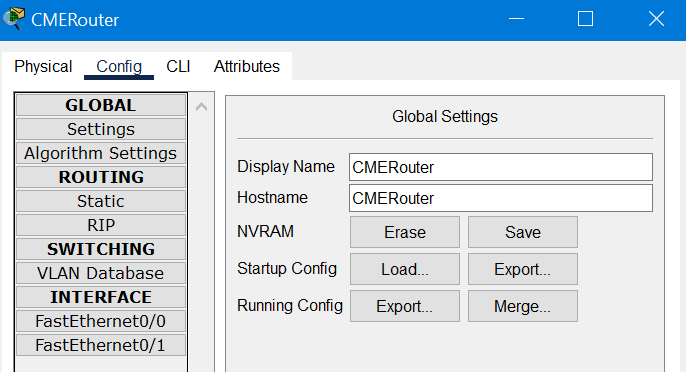 CMERouter
Physical Config CLI Attributes
GLOBAL
Settings
Algorithm Settings
ROUTING
Static
RIP
SWITCHING
VLAN Database
INTERFACE
FastEthernet0/0
FastEthernet0/1
Global Settings
Display Name CMERouter
Hostname CMERouter
NVRAM Erase Save
Startup Config Load... Export...
Running Config Export... Merge...